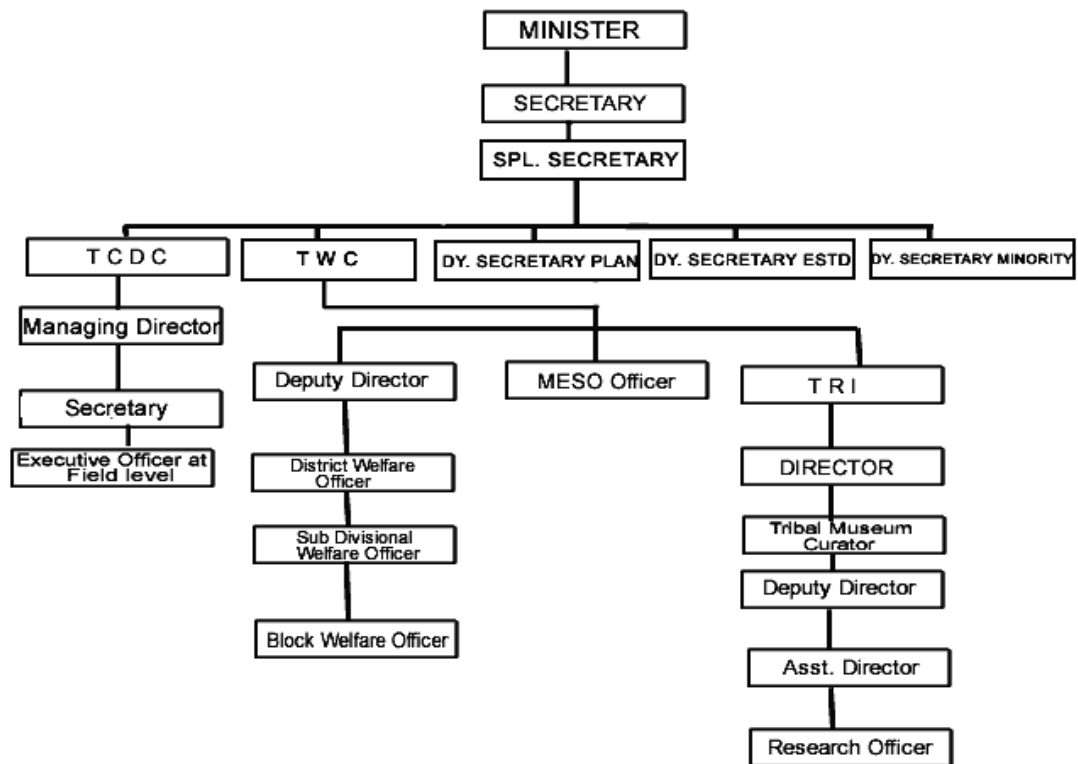 MINISTER
SECRETARY
SPL. SECRETARY
T C D C
T W C
DY. SECRETARY PLAN
DY. SECRETARY ESTD
DY. SECRETARY MINORITY
Managing Director
Deputy Director
MESO Officer
T R I
Secretary
Executive Officer at
Field level
District Welfare
Officer
DIRECTOR
Sub Divisional
Welfare Officer
Tribal Museum
Curator
Deputy Director
Block Welfare Officer
Asst. Director
Research Officer